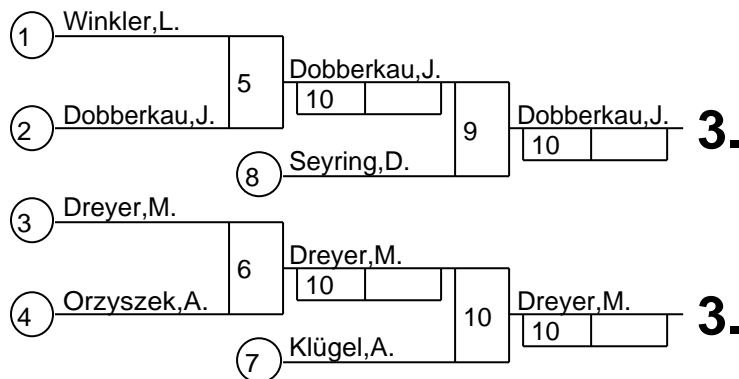 1 Winkler,L.
5 Dobberkau,J.
10
2 Dobberkau,J.
9 Dobberkau,J. 3.
10
8 Seyring,D.
3 Dreyer,M.
6 Dreyer,M.
10
4 Orzyszek,A.
10 Dreyer,M. 3.
10
7 Klügel,A.